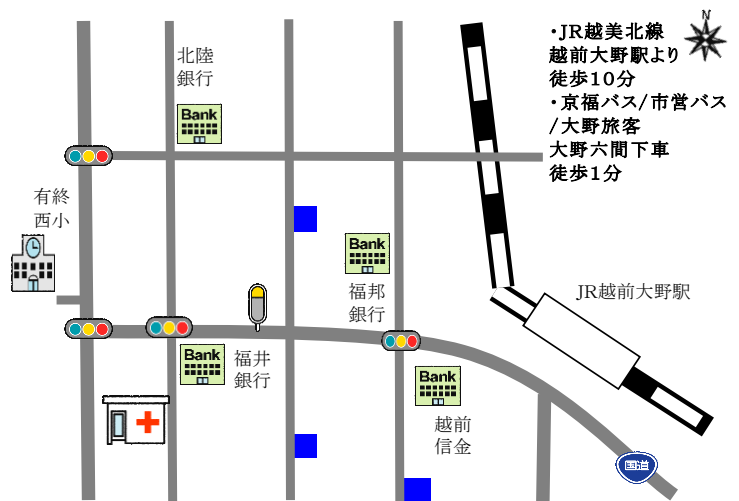 N
・JR越美北線
越前大野駅より
徒歩10分
・京福バス/市営バス
/大野旅客
大野六間下車
徒歩1分
北陸
銀行
Bank
有終
西小
Bank
福邦
銀行
JR越前大野駅
Bank
福井
銀行
Bank
越前
信金
国道